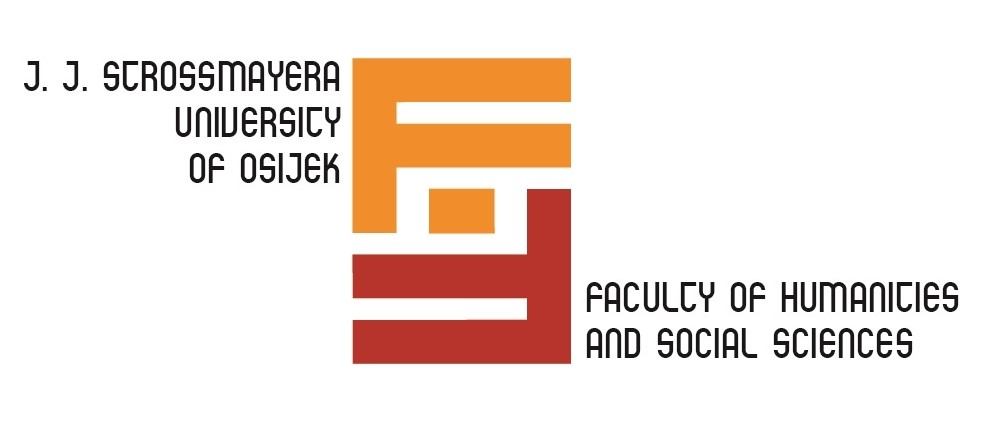 J. J. STROSSMAYERA
UNIVERSITY
OF OSIJEK
FACULTY OF HUMANITIES
AND SOCIAL SCIENCES